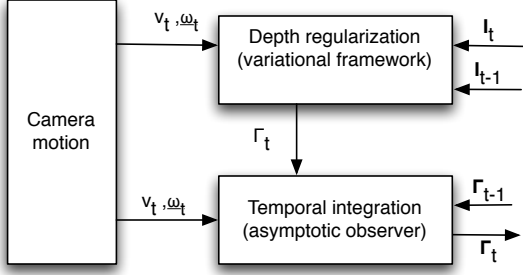 v_t ,ω_t
Depth regularization
(variational framework)
I_t
I_t-1
Camera
motion
Γ_t
v_t ,ω_t
Temporal integration
(asymptotic observer)
Γ_t-1
Γ_t